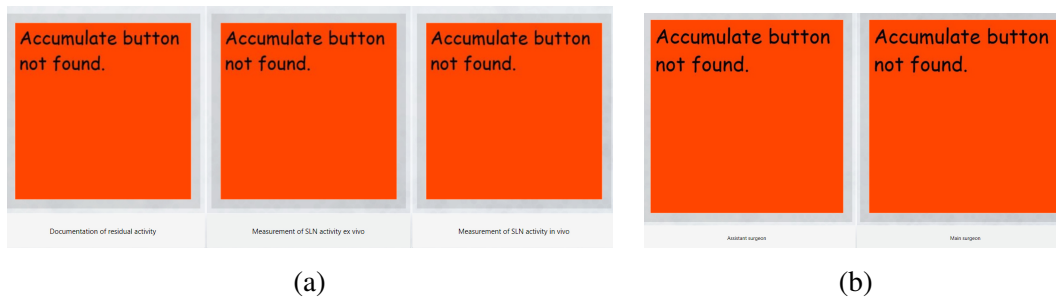 Accumulate button
not found.
Accumulate button
not found.
Accumulate button
not found.
Accumulate button
not found.
Accumulate button
not found.
Documentation of residual activity
Measurement of SLN activity ex vivo
Measurement of SLN activity in vivo
Assistant surgeon
Main surgeon
(a)
(b)